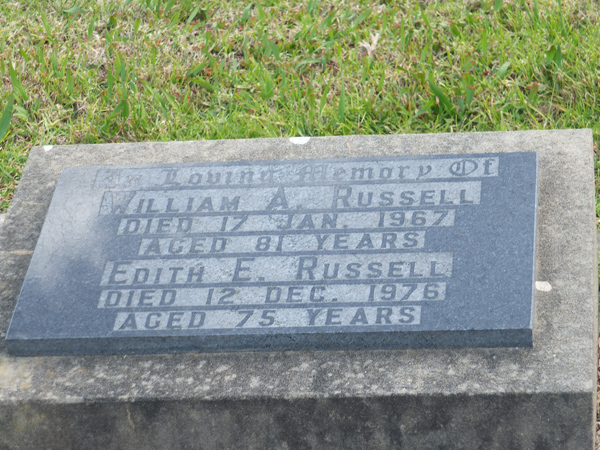 In Loving Memory Of
WILLIAM A. RUSSELL
DIED 17 JAN. 1967
AGED 81 YEARS
EDITH E. RUSSELL
DIED 12 DEC. 1976
AGED 75 YEARS